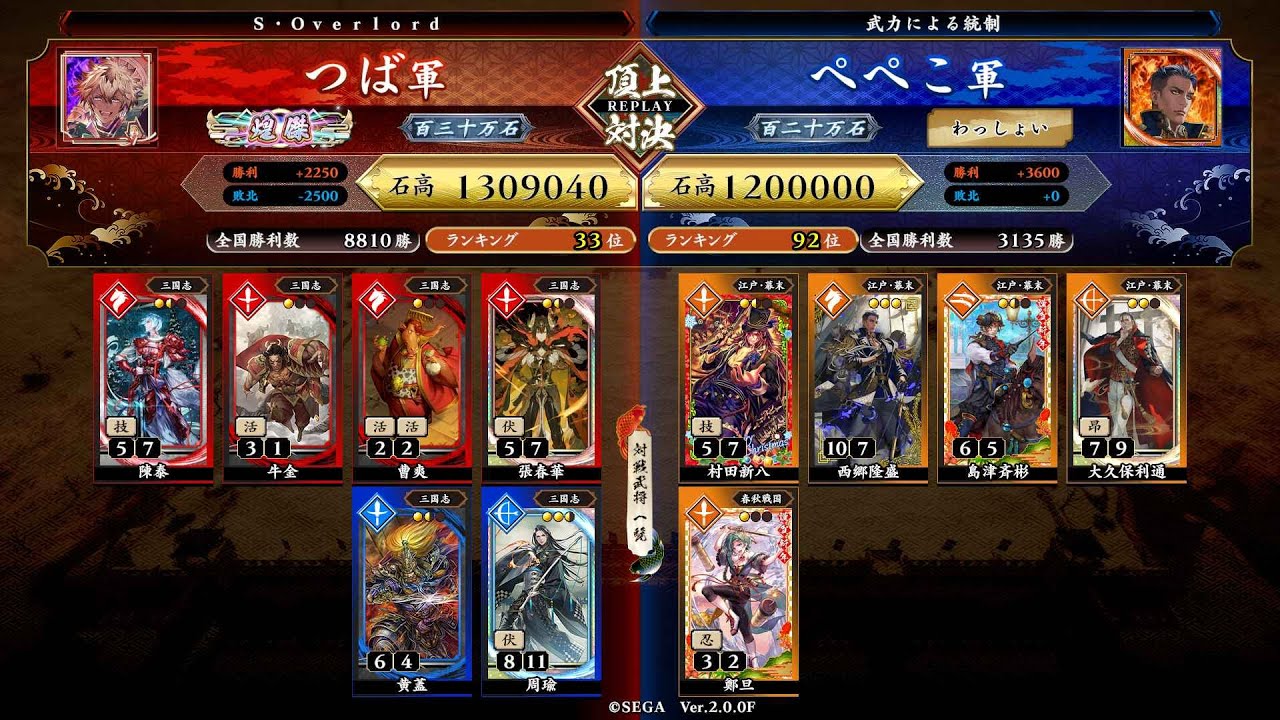 S・Overlord
武力による統制
つば軍
頂上
REPLAY
対決
ぺぺこ軍
煌傑
百三十万石
百二十万石
わっしょい
勝利 +2250
敗北 -2500
石高 1309040
石高 1200000
勝利 +3600
敗北 +0
全国勝利数 8810勝
ランキング 33位
ランキング 92位
全国勝利数 3135勝
三国志
技
5 7
陳泰
三国志
活
3 1
牛金
三国志
活 活
2 2
曹爽
三国志
伏
5 7
張春華
対戦武将一覧
江戸・幕末
技
5 7
Christmas
村田新八
江戸・幕末
10 7
西郷隆盛
江戸・幕末
6 5
島津斉彬
江戸・幕末
昂
7 9
大久保利通
三国志
6 4
黄蓋
三国志
伏
8 11
周瑜
春秋戦国
忍
3 2
鄭旦
©SEGA Ver.2.0.0F